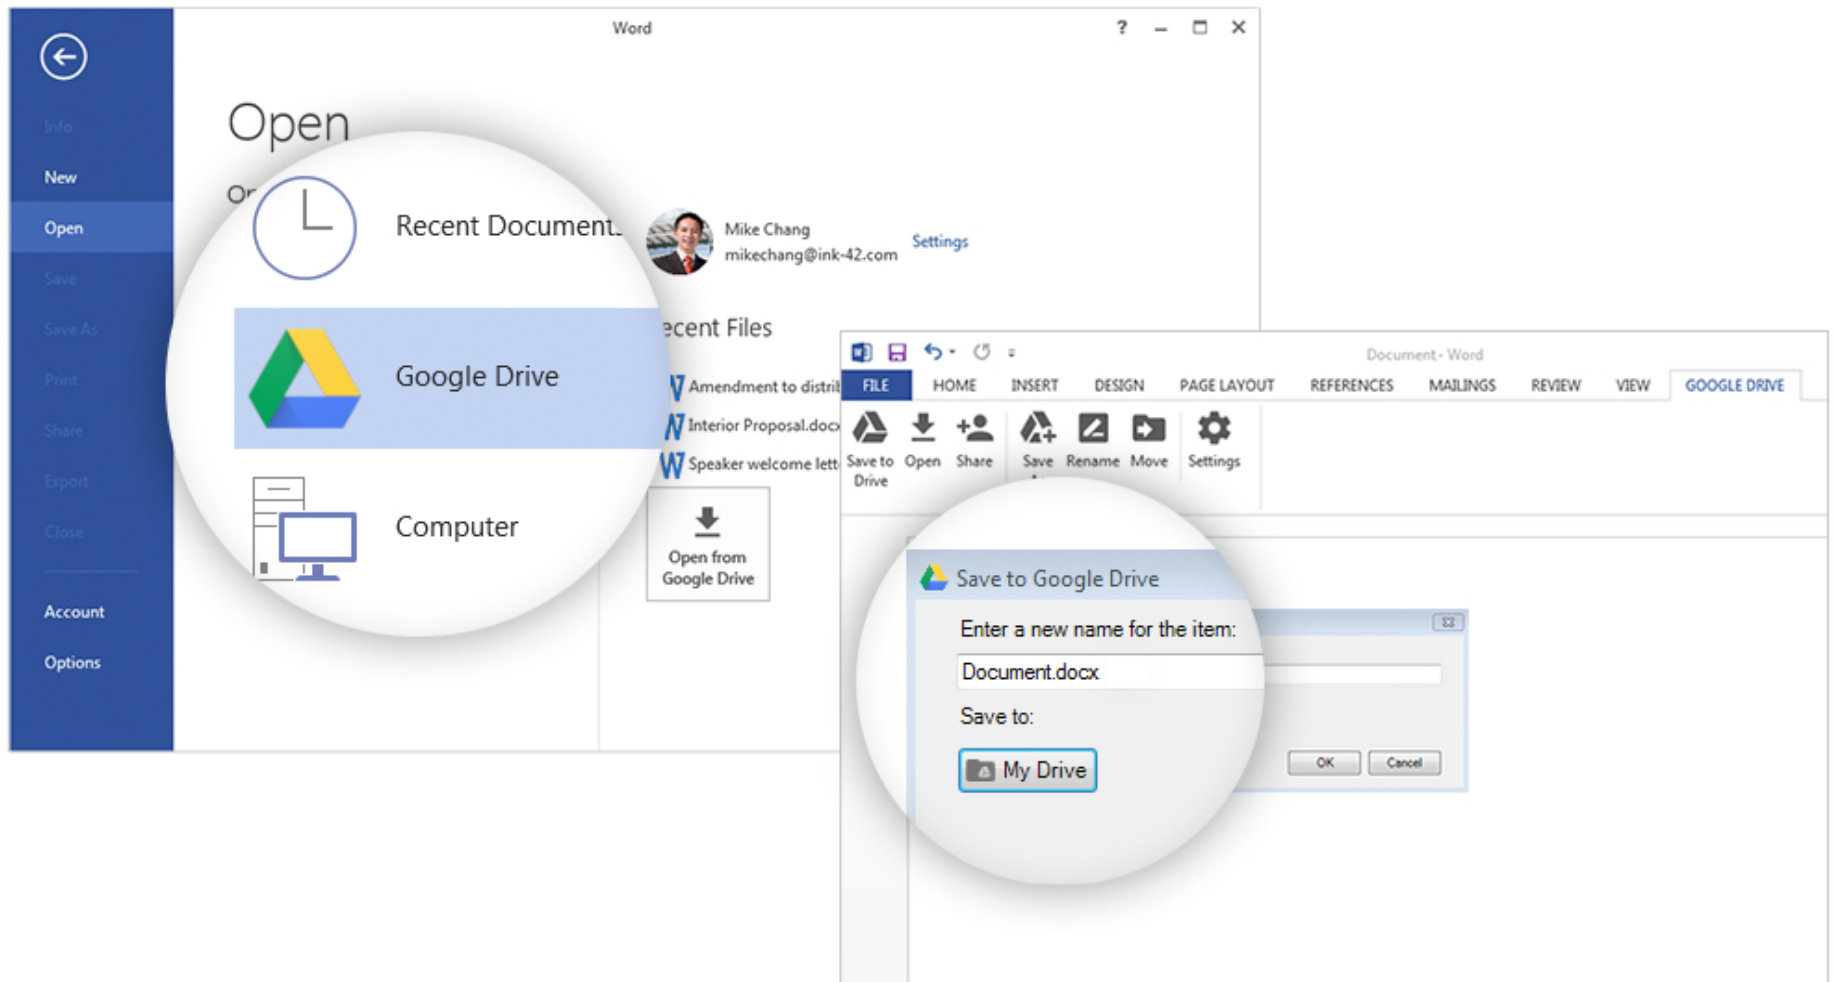 Word
?
Open
Info
New
Open
Save
Save As
Print
Share
Export
Close
Account
Options
Recent Documents
Google Drive
Computer
Mike Chang
mikechang@ink-42.com
Settings
ecent Files
Amendment to distrib
Interior Proposal.docx
Speaker welcome lett
Open from
Google Drive
Document - Word
FILE HOME INSERT DESIGN PAGE LAYOUT REFERENCES MAILINGS REVIEW VIEW GOOGLE DRIVE
Save to Drive
Open
Share
Save
Rename
Move
Settings
Save to Google Drive
Enter a new name for the item:
Document.docx
Save to:
My Drive
OK Cancel